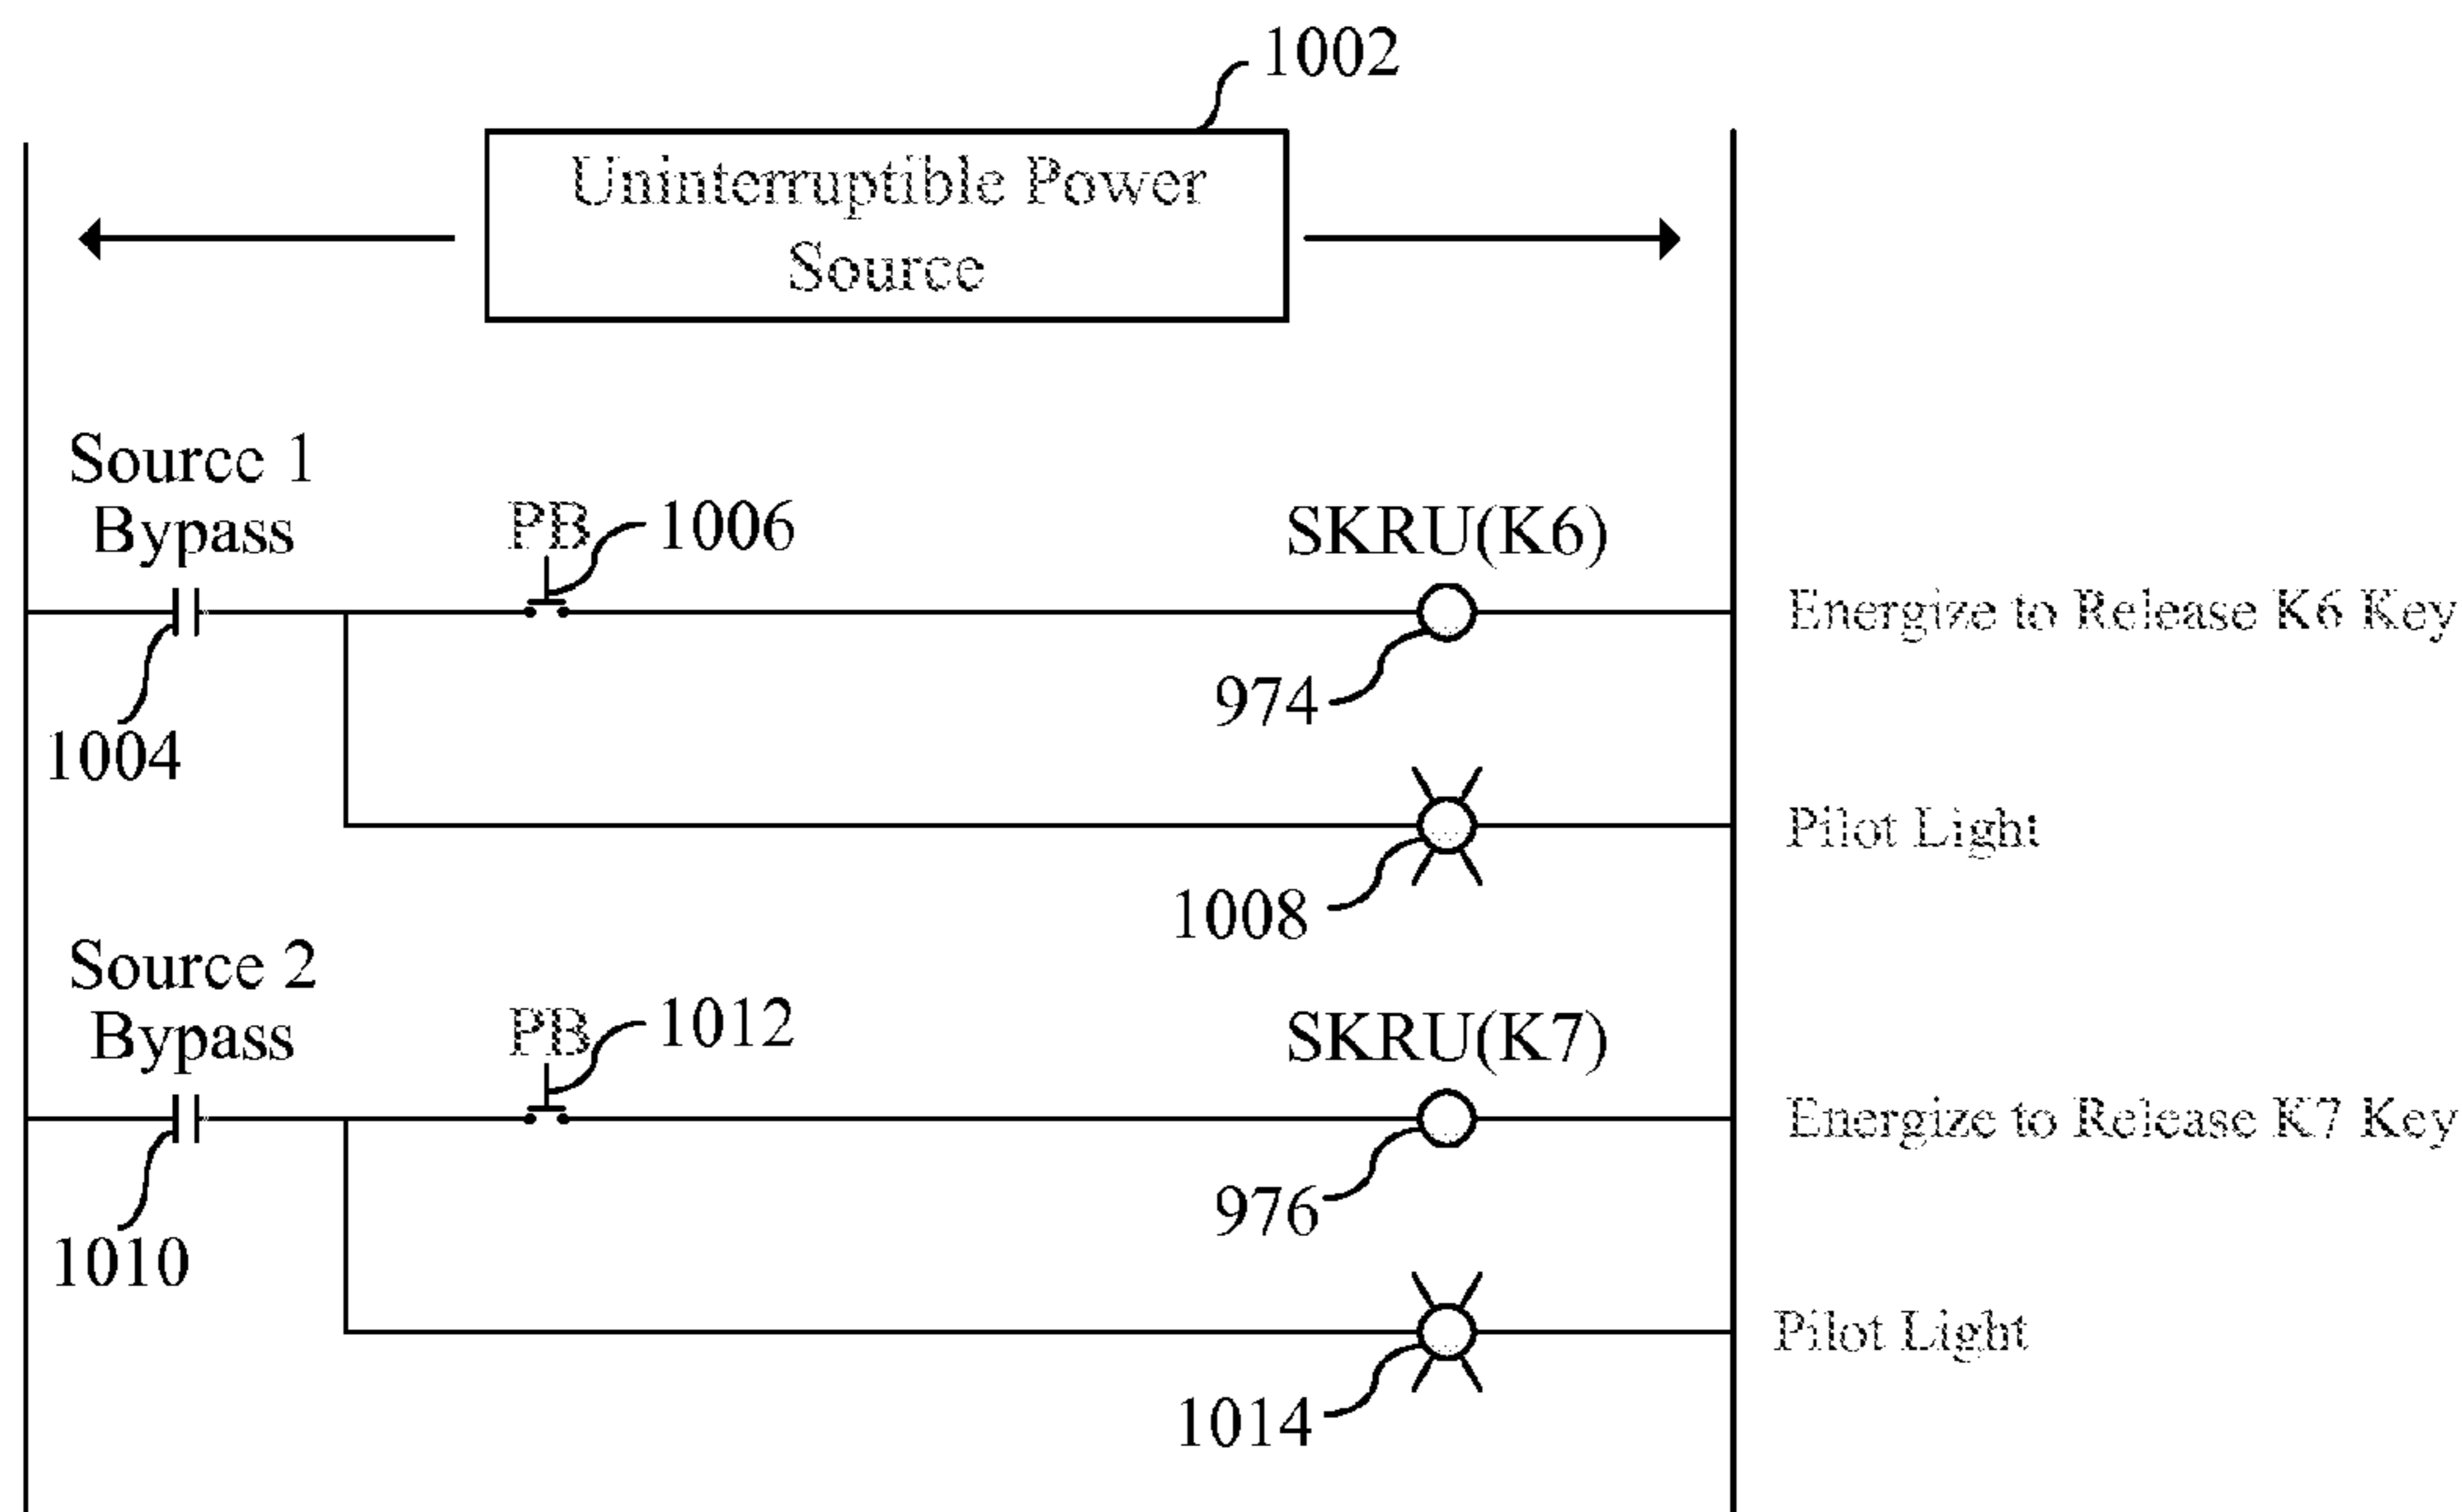 1002
Uninterruptible Power
Source
Source 1
Bypass
PB
1006
SKRU(K6)
Energize to Release K6 Key
974
1004
Pilot Light
1008
Source 2
Bypass
PB
1012
SKRU(K7)
Energize to Release K7 Key
976
1010
Pilot Light
1014